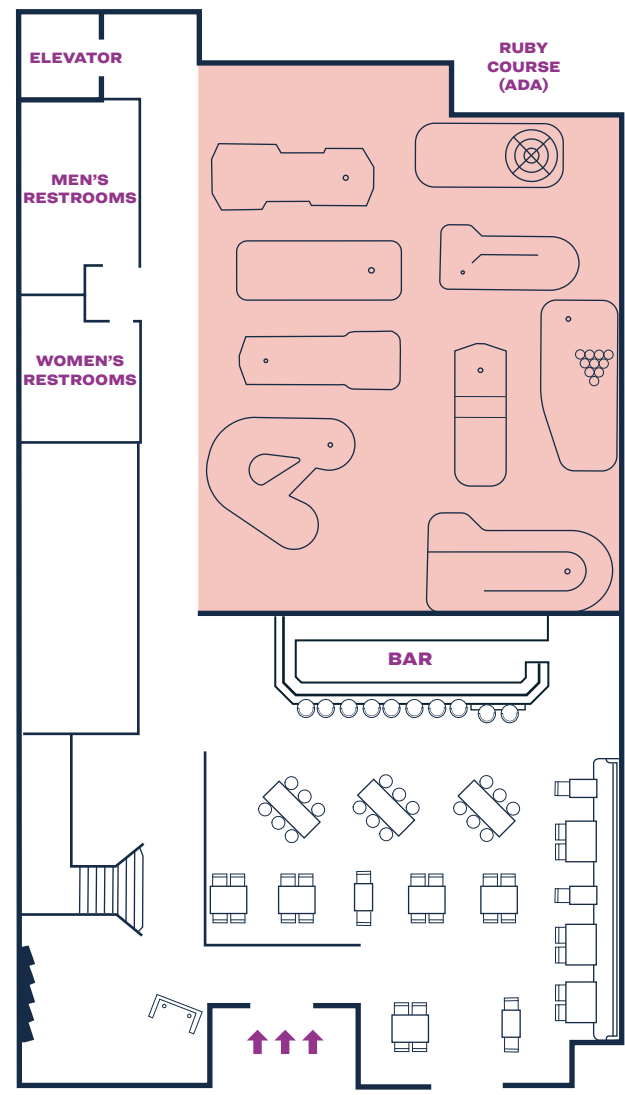 ELEVATOR
RUBY
COURSE
(ADA)
MEN’S
RESTROOMS
WOMEN’S
RESTROOMS
BAR